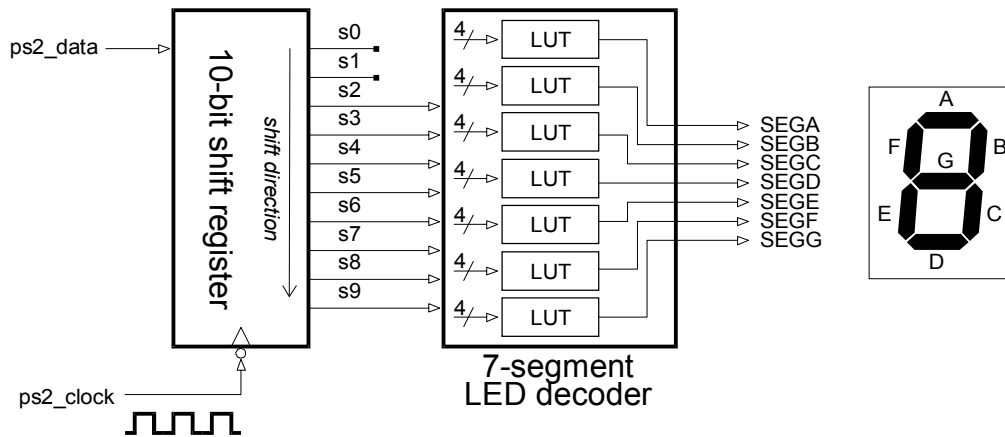 ps2_data
ps2_clock
10-bit shift register
shift direction
s0
s1
s2
s3
s4
s5
s6
s7
s8
s9
4 LUT
4 LUT
4 LUT
4 LUT
4 LUT
4 LUT
4 LUT
7-segment
LED decoder
SEGA
SEGB
SEGC
SEGD
SEGE
SEGF
SEGG
A
F B
G
E C
D